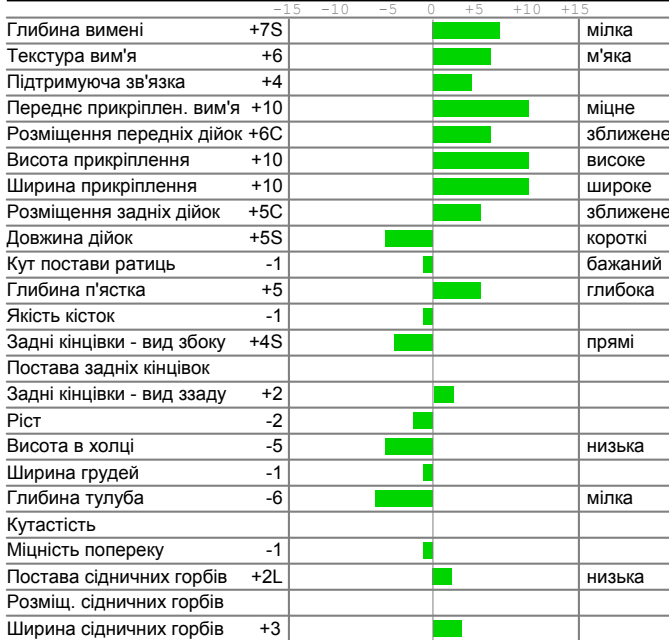 -15 -10 -5 0 +5 +10 +15
Глибина вимені +7S мілка
Текстура вим'я +6 м'яка
Підтримуюча зв'язка +4
Переднє прикріплен. вим'я +10 міцне
Розміщення передніх дійок +6C зближене
Висота прикріплення +10 високе
Ширина прикріплення +10 широке
Розміщення задніх дійок +5C зближене
Довжина дійок +5S короткі
Кут постави ратиць -1 бажаний
Глибина п'ястка +5 глибока
Якість кісток -1
Задні кінцівки - вид збоку +4S прямі
Постава задніх кінцівок
Задні кінцівки - вид ззаду +2
Ріст -2
Висота в холці -5 низька
Ширина грудей -1
Глибина тулуба -6 мілка
Кутастість
Міцність попереку -1
Постава сідничних горбів +2L низька
Розміщ. сідничних горбів
Ширина сідничних горбів +3